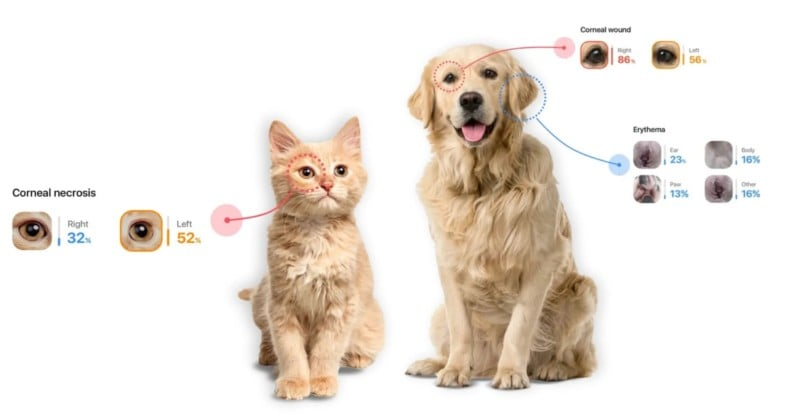 Corneal wound
Right
86%
Left
56%
Erythema
Ear
23%
Body
16%
Paw
13%
Other
16%
Corneal necrosis
Right
32%
Left
52%